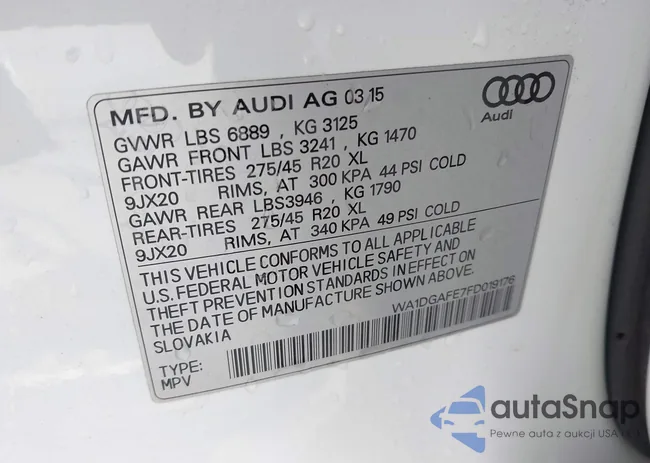 MFD. BY AUDI AG 03 15
Audi
GVWR LBS 6889 , KG 3125
GAWR FRONT LBS 3241 , KG 1470
FRONT-TIRES 275/45 R20 XL
9JX20 RIMS, AT 300 KPA 44 PSI COLD
GAWR REAR LBS3946 , KG 1790
REAR-TIRES 275/45 R20 XL
9JX20 RIMS, AT 340 KPA 49 PSI COLD
THIS VEHICLE CONFORMS TO ALL APPLICABLE
U.S. FEDERAL MOTOR VEHICLE SAFETY AND
THEFT PREVENTION STANDARDS IN EFFECT ON
THE DATE OF MANUFACTURE SHOWN ABOVE.
SLOVAKIA
WA1DGAFE7FD019176
TYPE:
MPV
autaSnap
Pewne auta z aukcji USA